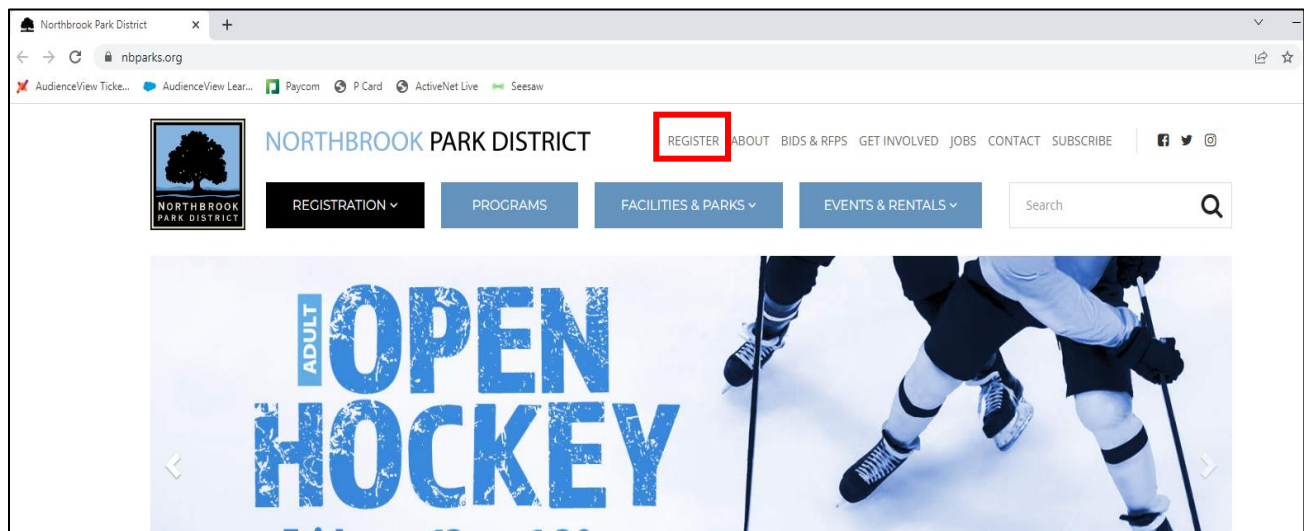 Northbrook Park District
nbparks.org
AudienceView Ticke... AudienceView Lear... Paycom P Card ActiveNet Live Seesaw
NORTHBROOK PARK DISTRICT
REGISTER ABOUT BIDS & RFPS GET INVOLVED JOBS CONTACT SUBSCRIBE
NORTHBROOK
PARK DISTRICT
REGISTRATION PROGRAMS FACILITIES & PARKS EVENTS & RENTALS Search
ADULT
OPEN
HOCKEY